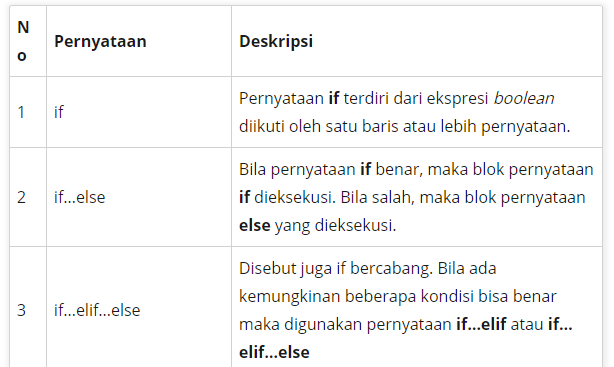 No Pernyataan Deskripsi
1 if Pernyataan if terdiri dari ekspresi boolean
diikuti oleh satu baris atau lebih pernyataan.
2 if...else Bila pernyataan if benar, maka blok pernyataan
if dieksekusi. Bila salah, maka blok pernyataan
else yang dieksekusi.
3 if...elif...else Disebut juga if bercabang. Bila ada
kemungkinan beberapa kondisi bisa benar
maka digunakan pernyataan if...elif atau if...
elif...else